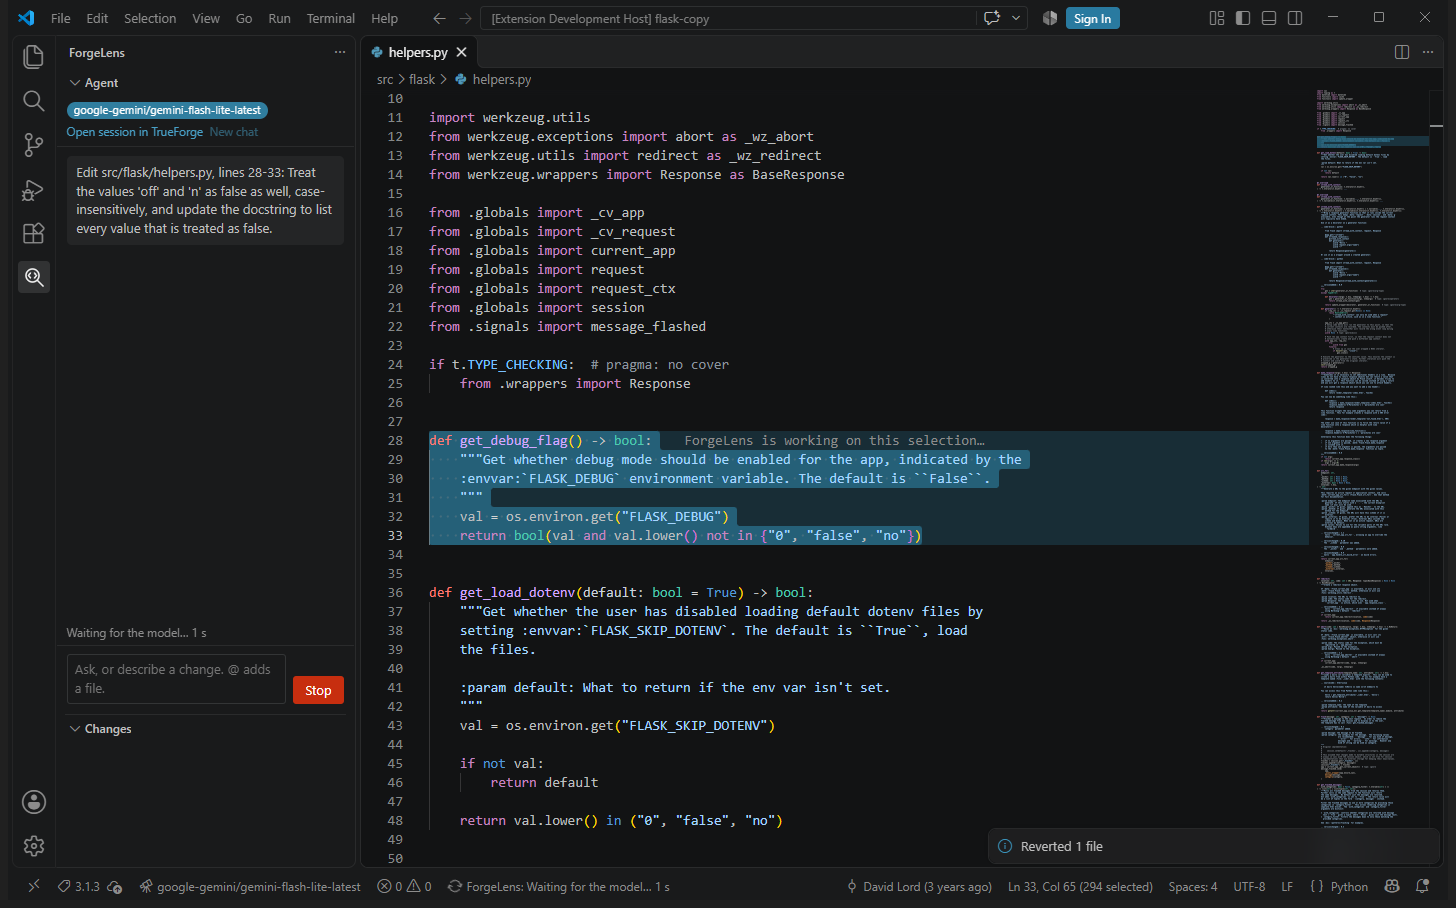 File Edit Selection View Go Run Terminal Help
[Extension Development Host] flask-copy
Sign In
ForgeLens
Agent
google-gemini/gemini-flash-lite-latest
Open session in TrueForge New chat
Edit src/flask/helpers.py, lines 28-33: Treat
the values 'off' and 'n' as false as well, case-
insensitively, and update the docstring to list
every value that is treated as false.
Waiting for the model... 1 s
Ask, or describe a change. @ adds
a file.
Stop
Changes
helpers.py
src > flask > helpers.py
10
11 import werkzeug.utils
12 from werkzeug.exceptions import abort as _wz_abort
13 from werkzeug.utils import redirect as _wz_redirect
14 from werkzeug.wrappers import Response as BaseResponse
15
16 from .globals import _cv_app
17 from .globals import _cv_request
18 from .globals import current_app
19 from .globals import request
20 from .globals import request_ctx
21 from .globals import session
22 from .signals import message_flashed
23
24 if t.TYPE_CHECKING:  # pragma: no cover
25     from .wrappers import Response
26
27
28 def get_debug_flag() -> bool:    ForgeLens is working on this selection…
29     """Get whether debug mode should be enabled for the app, indicated by the
30     :envvar:`FLASK_DEBUG` environment variable. The default is ``False``.
31     """
32     val = os.environ.get("FLASK_DEBUG")
33     return bool(val and val.lower() not in {"0", "false", "no"})
34
35
36 def get_load_dotenv(default: bool = True) -> bool:
37     """Get whether the user has disabled loading default dotenv files by
38     setting :envvar:`FLASK_SKIP_DOTENV`. The default is ``True``, load
39     the files.
40
41     :param default: What to return if the env var isn't set.
42     """
43     val = os.environ.get("FLASK_SKIP_DOTENV")
44
45     if not val:
46         return default
47
48     return val.lower() in ("0", "false", "no")
49
50
Reverted 1 file
3.1.3 google-gemini/gemini-flash-lite-latest 0 0 ForgeLens: Waiting for the model... 1 s David Lord (3 years ago) Ln 33, Col 65 (294 selected) Spaces: 4 UTF-8 LF { } Python